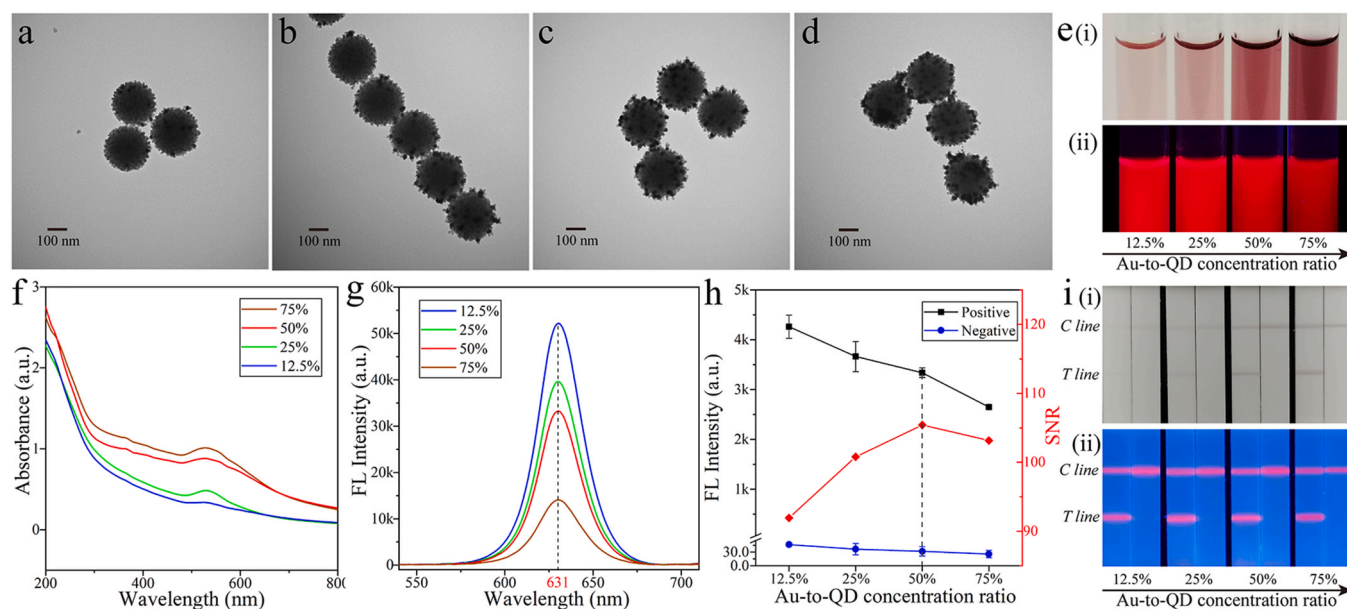 a
100 nm
b
100 nm
c
100 nm
d
100 nm
e (i)
(ii)
12.5% 25% 50% 75%
Au-to-QD concentration ratio
f
3
2
1
0
Absorbance (a.u.)
75%
50%
25%
12.5%
200 300 400 500 600 700 800
Wavelength (nm)
g
60k
50k
40k
30k
20k
10k
0
FL Intensity (a.u.)
12.5%
25%
50%
75%
550 600 631 650 700
Wavelength (nm)
h
5k
4k
3k
2k
1k
30.0
0.0
FL Intensity (a.u.)
Positive
Negative
120
110
100
90
SNR
12.5% 25% 50% 75%
Au-to-QD concentration ratio
i (i)
C line
T line
(ii)
C line
T line
12.5% 25% 50% 75%
Au-to-QD concentration ratio